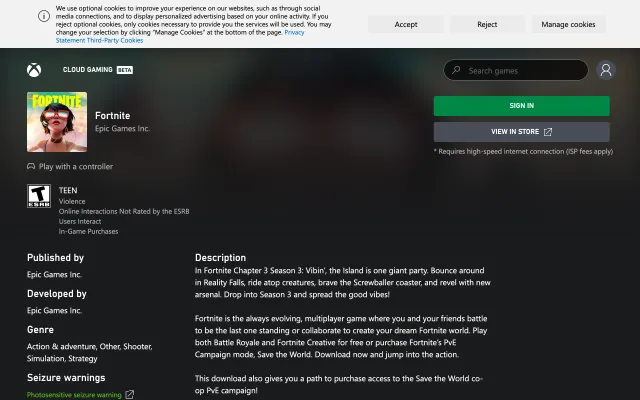 We use optional cookies to improve your experience on our websites, such as through social
media connections, and to display personalized advertising based on your online activity. If you
reject optional cookies, only cookies necessary to provide you the services will be used. You may
change your selection by clicking "Manage Cookies" at the bottom of the page. Privacy
Statement Third-Party Cookies
Accept
Reject
Manage cookies
CLOUD GAMING BETA
Search games
FORTNITE
Fortnite
Epic Games Inc.
SIGN IN
VIEW IN STORE
* Requires high-speed internet connection (ISP fees apply)
Play with a controller
T
ESRB
TEEN
Violence
Online Interactions Not Rated by the ESRB
Users Interact
In-Game Purchases
Published by
Epic Games Inc.
Developed by
Epic Games Inc.
Genre
Action & adventure, Other, Shooter,
Simulation, Strategy
Seizure warnings
Photosensitive seizure warning
Description
In Fortnite Chapter 3 Season 3: Vibin', the Island is one giant party. Bounce around
in Reality Falls, ride atop creatures, brave the Screwballer coaster, and revel with new
arsenal. Drop into Season 3 and spread the good vibes!
Fortnite is the always evolving, multiplayer game where you and your friends battle
to be the last one standing or collaborate to create your dream Fortnite world. Play
both Battle Royale and Fortnite Creative for free or purchase Fortnite's PvE
Campaign mode, Save the World. Download now and jump into the action.
This download also gives you a path to purchase access to the Save the World co-
op PvE campaign!